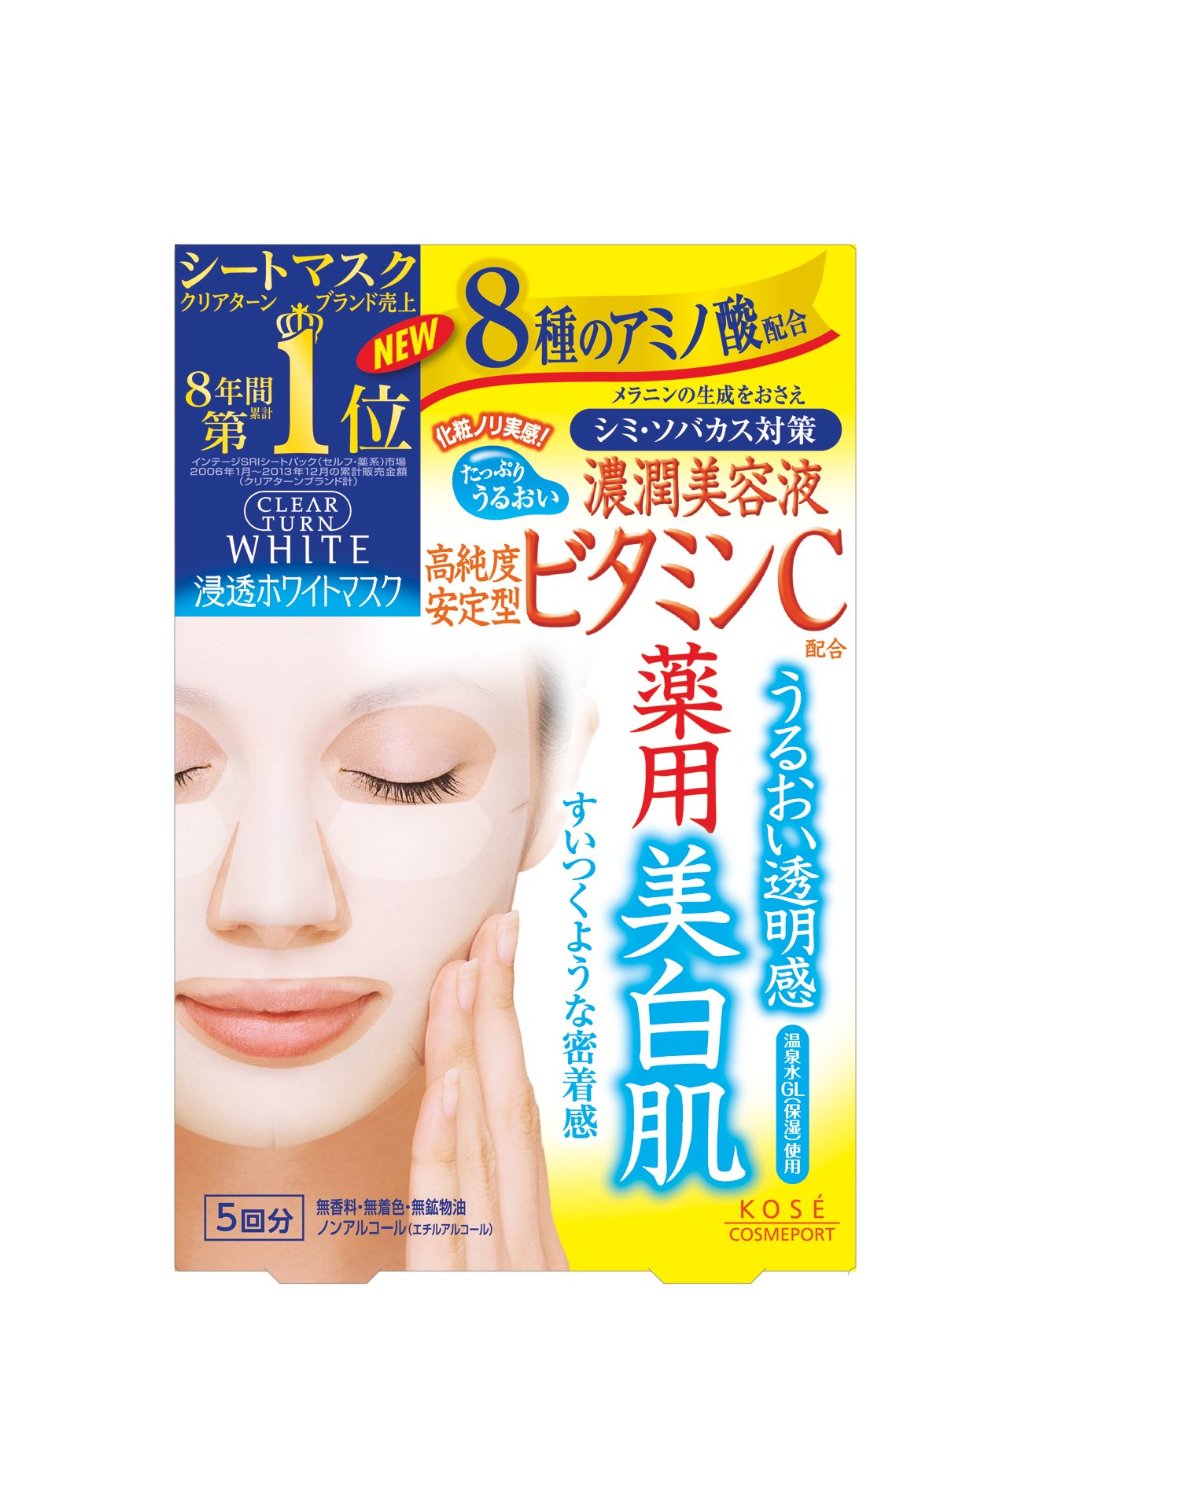 シートマスク
クリアターン ブランド売上
8年間
第1位
累計
インテージSRIシートパック(セルフ・薬系)市場
2006年1月~2013年12月の累計販売金額
(クリアターンブランド計)
CLEAR
TURN
WHITE
浸透ホワイトマスク
NEW
8種のアミノ酸配合
メラニンの生成をおさえ
シミ・ソバカス対策
化粧ノリ実感!
たっぷり
うるおい
濃潤美容液
高純度
安定型
ビタミンC
配合
薬用
美白肌
うるおい透明感
すいつくような密着感
温泉水GL(保湿)使用
5回分
無香料・無着色・無鉱物油
ノンアルコール(エチルアルコール)
KOSÉ
COSMEPORT